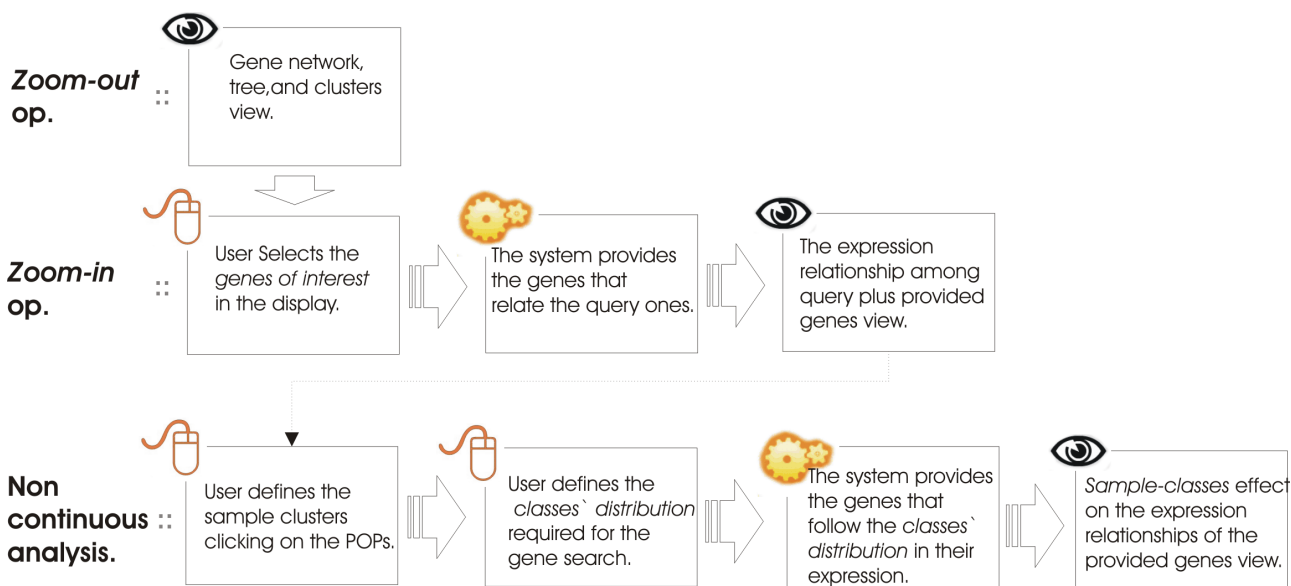 Zoom-out
op.
::
Gene network,
tree,and clusters
view.
Zoom-in
op.
::
User Selects the
genes of interest
in the display.
The system provides
the genes that
relate the query ones.
The expression
relationship among
query plus provided
genes view.
Non
continuous ::
analysis.
User defines the
sample clusters
clicking on the POPs.
User defines the
classes` distribution
required for the
gene search.
The system provides
the genes that
follow the classes`
distribution in their
expression.
Sample-classes effect
on the expression
relationships of the
provided genes view.